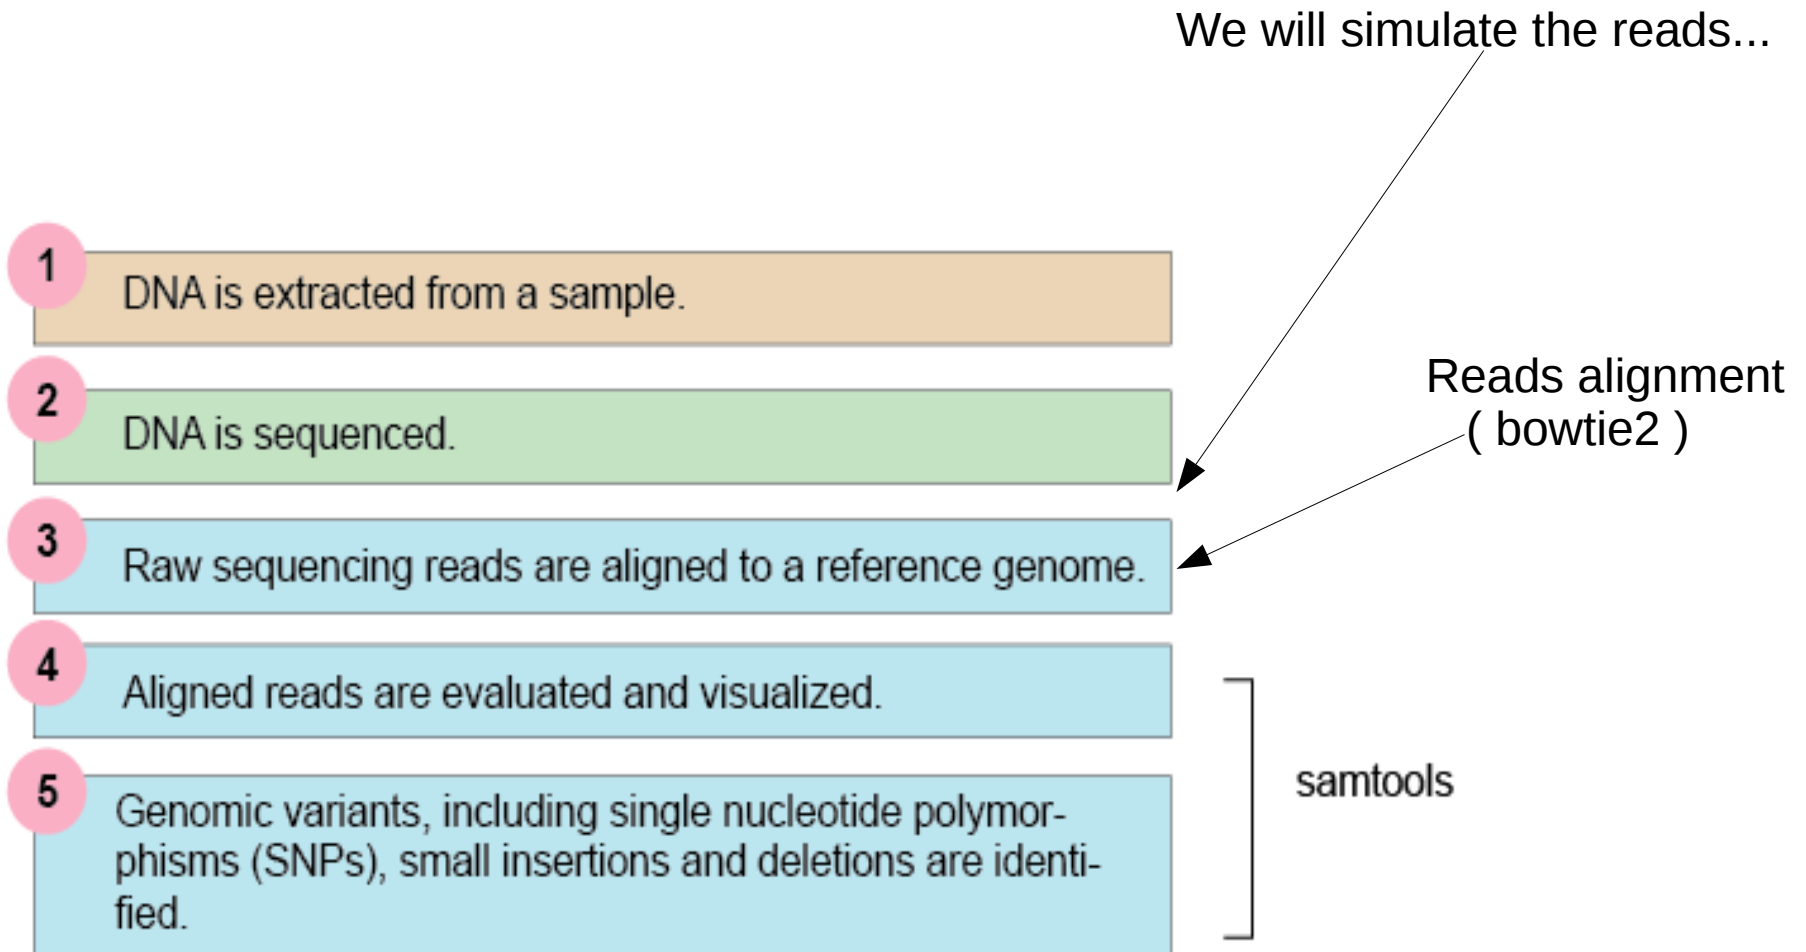 We will simulate the reads...
1
DNA is extracted from a sample.
Reads alignment
( bowtie2 )
2
DNA is sequenced.
3
Raw sequencing reads are aligned to a reference genome.
4
Aligned reads are evaluated and visualized.
samtools
5
Genomic variants, including single nucleotide polymor-
phisms (SNPs), small insertions and deletions are identi-
fied.